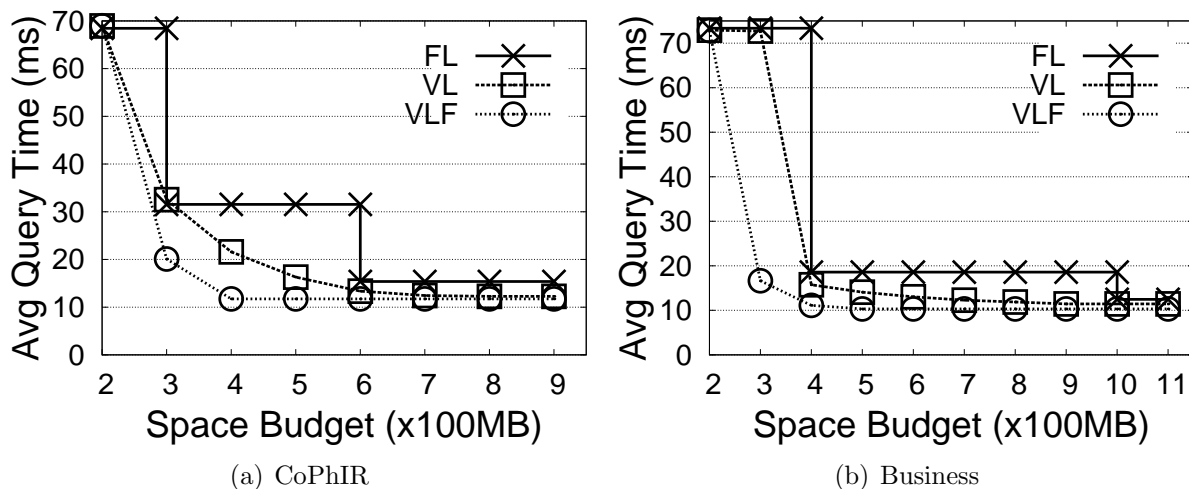 70
60
50
40
30
20
10
0
Avg Query Time (ms)
FL
VL
VLF
2 3 4 5 6 7 8 9
Space Budget (x100MB)
(a) CoPhIR
70
60
50
40
30
20
10
0
Avg Query Time (ms)
FL
VL
VLF
2 3 4 5 6 7 8 9 10 11
Space Budget (x100MB)
(b) Business